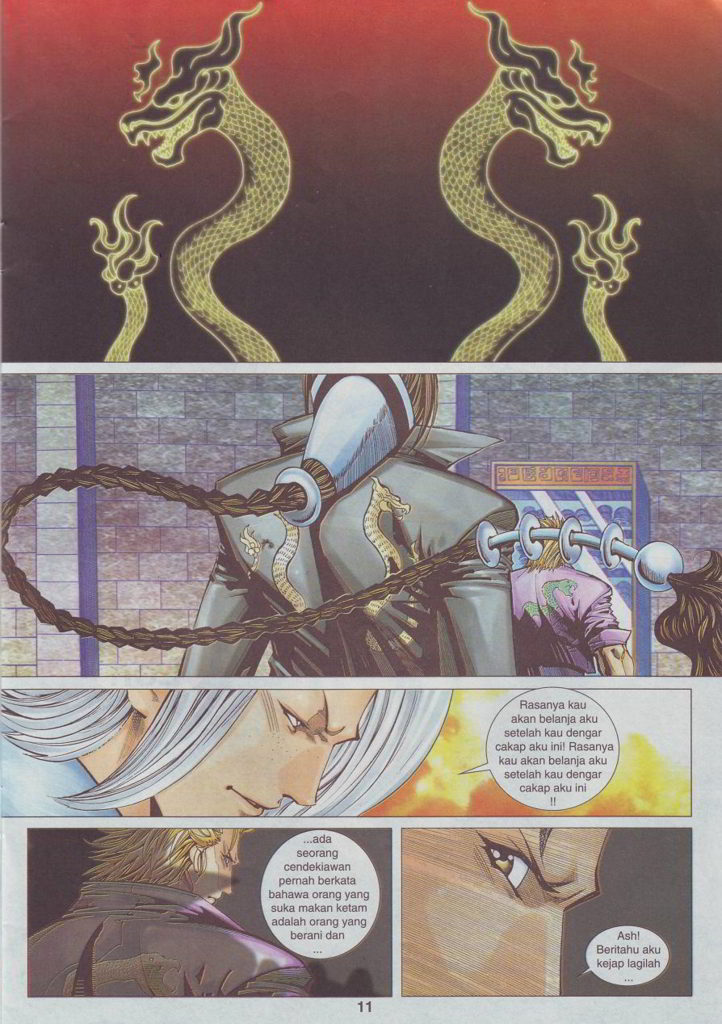 Rasanya kau
akan belanja aku
setelah kau dengar
cakap aku ini! Rasanya
kau akan belanja aku
setelah kau dengar
cakap aku ini
!!
...ada
seorang
cendekiawan
pernah berkata
bahawa orang yang
suka makan ketam
adalah orang yang
berani dan
...
Ash!
Beritahu aku
kejap lagilah
...
11